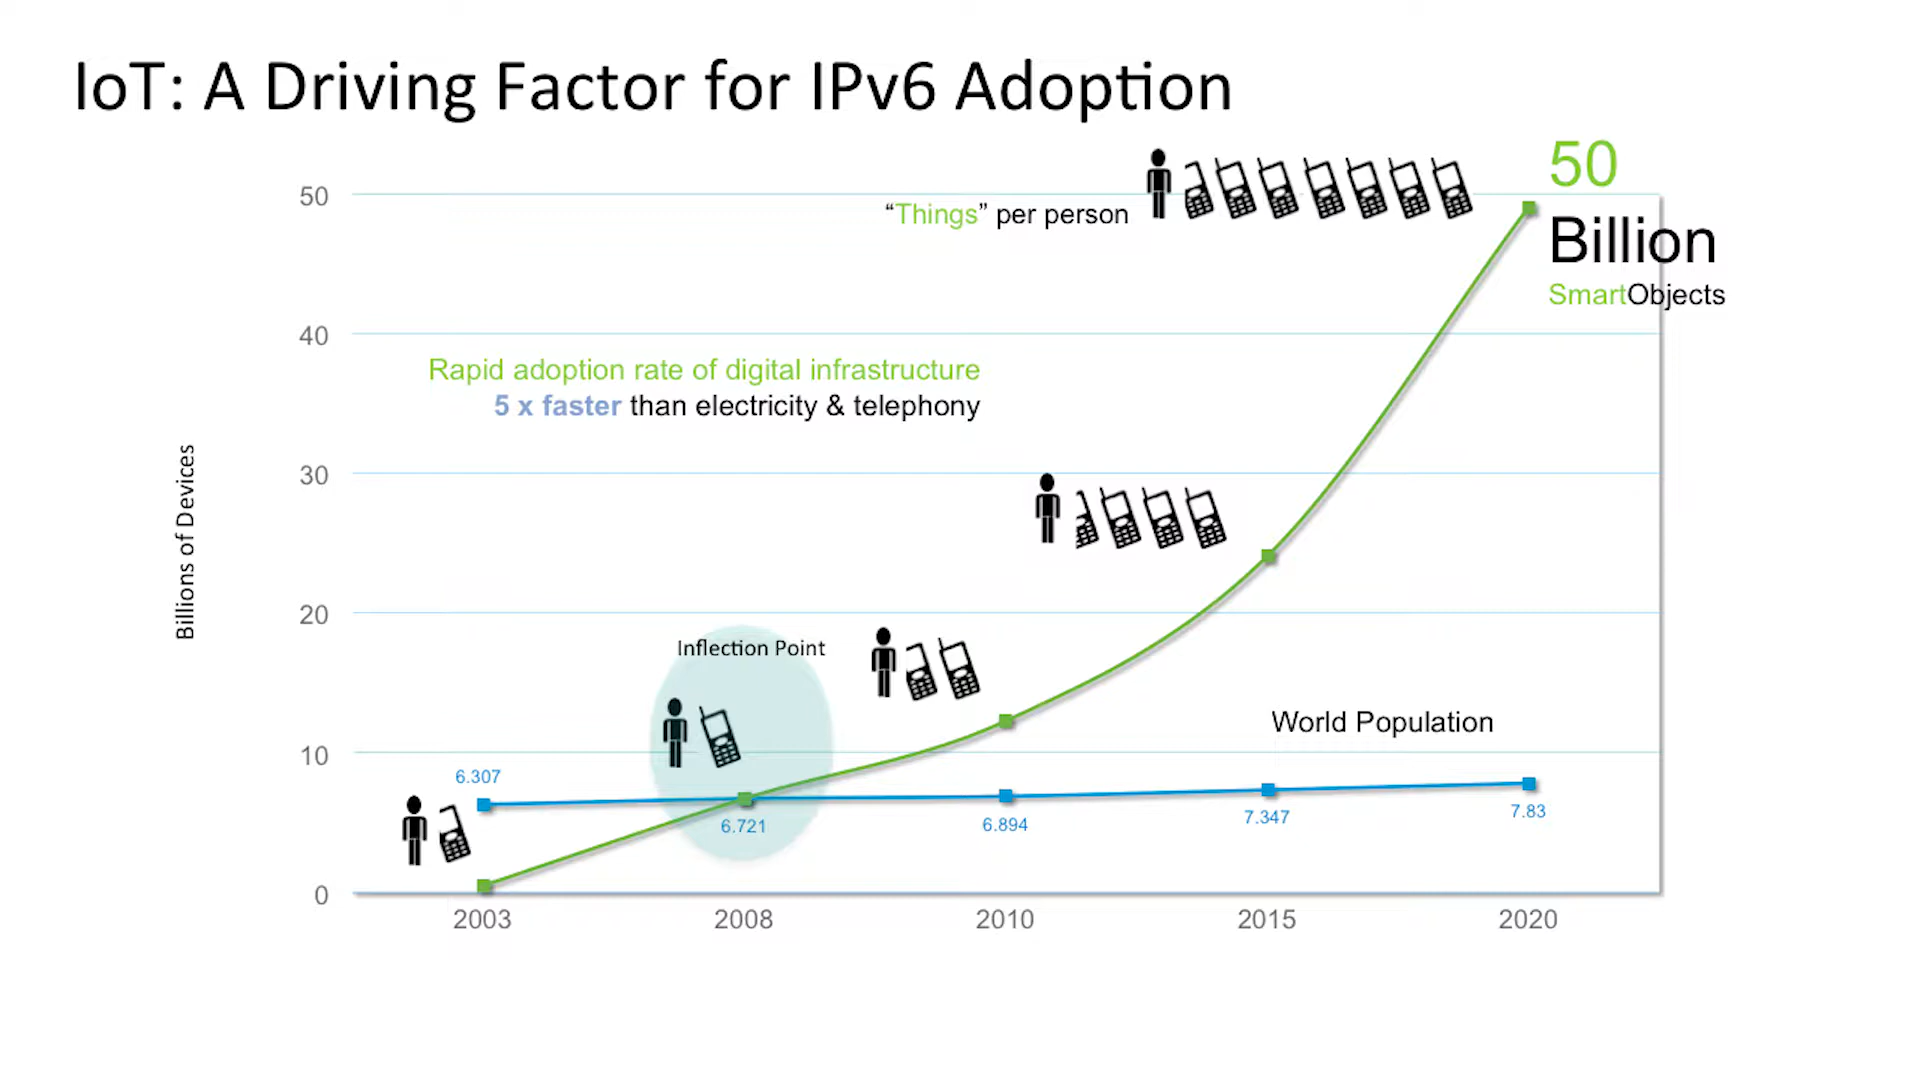 IoT: A Driving Factor for IPv6 Adoption
50
Billion
SmartObjects
“Things” per person
Rapid adoption rate of digital infrastructure
5 x faster than electricity & telephony
Inflection Point
World Population
Billions of Devices
50
40
30
20
10
0
6.307
6.721
6.894
7.347
7.83
2003
2008
2010
2015
2020